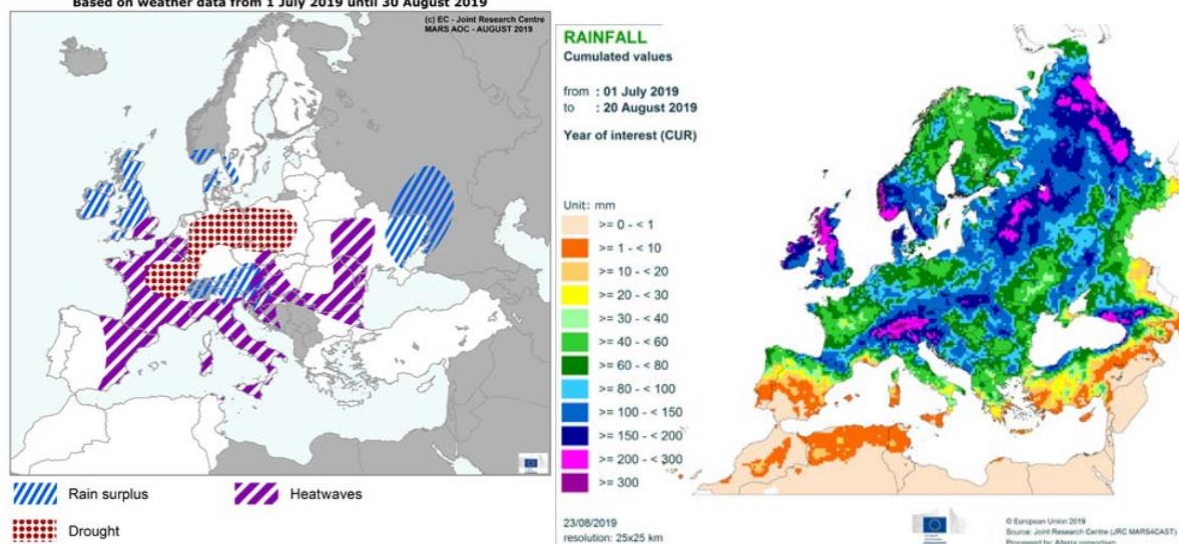 Based on weather data from 1 July 2019 until 30 August 2019
(c) EC - Joint Research Centre
MARS AOC - AUGUST 2019
Rain surplus
Heatwaves
Drought
RAINFALL
Cumulated values
from : 01 July 2019
to : 20 August 2019
Year of interest (CUR)
Unit: mm
>= 0 - < 1
>= 1 - < 10
>= 10 - < 20
>= 20 - < 30
>= 30 - < 40
>= 40 - < 60
>= 60 - < 80
>= 80 - < 100
>= 100 - < 150
>= 150 - < 200
>= 200 - < 300
>= 300
23/08/2019
resolution: 25x25 km
© European Union 2019
Source: Joint Research Centre (JRC MARS4CAST)
Processed by: Alterra consortium